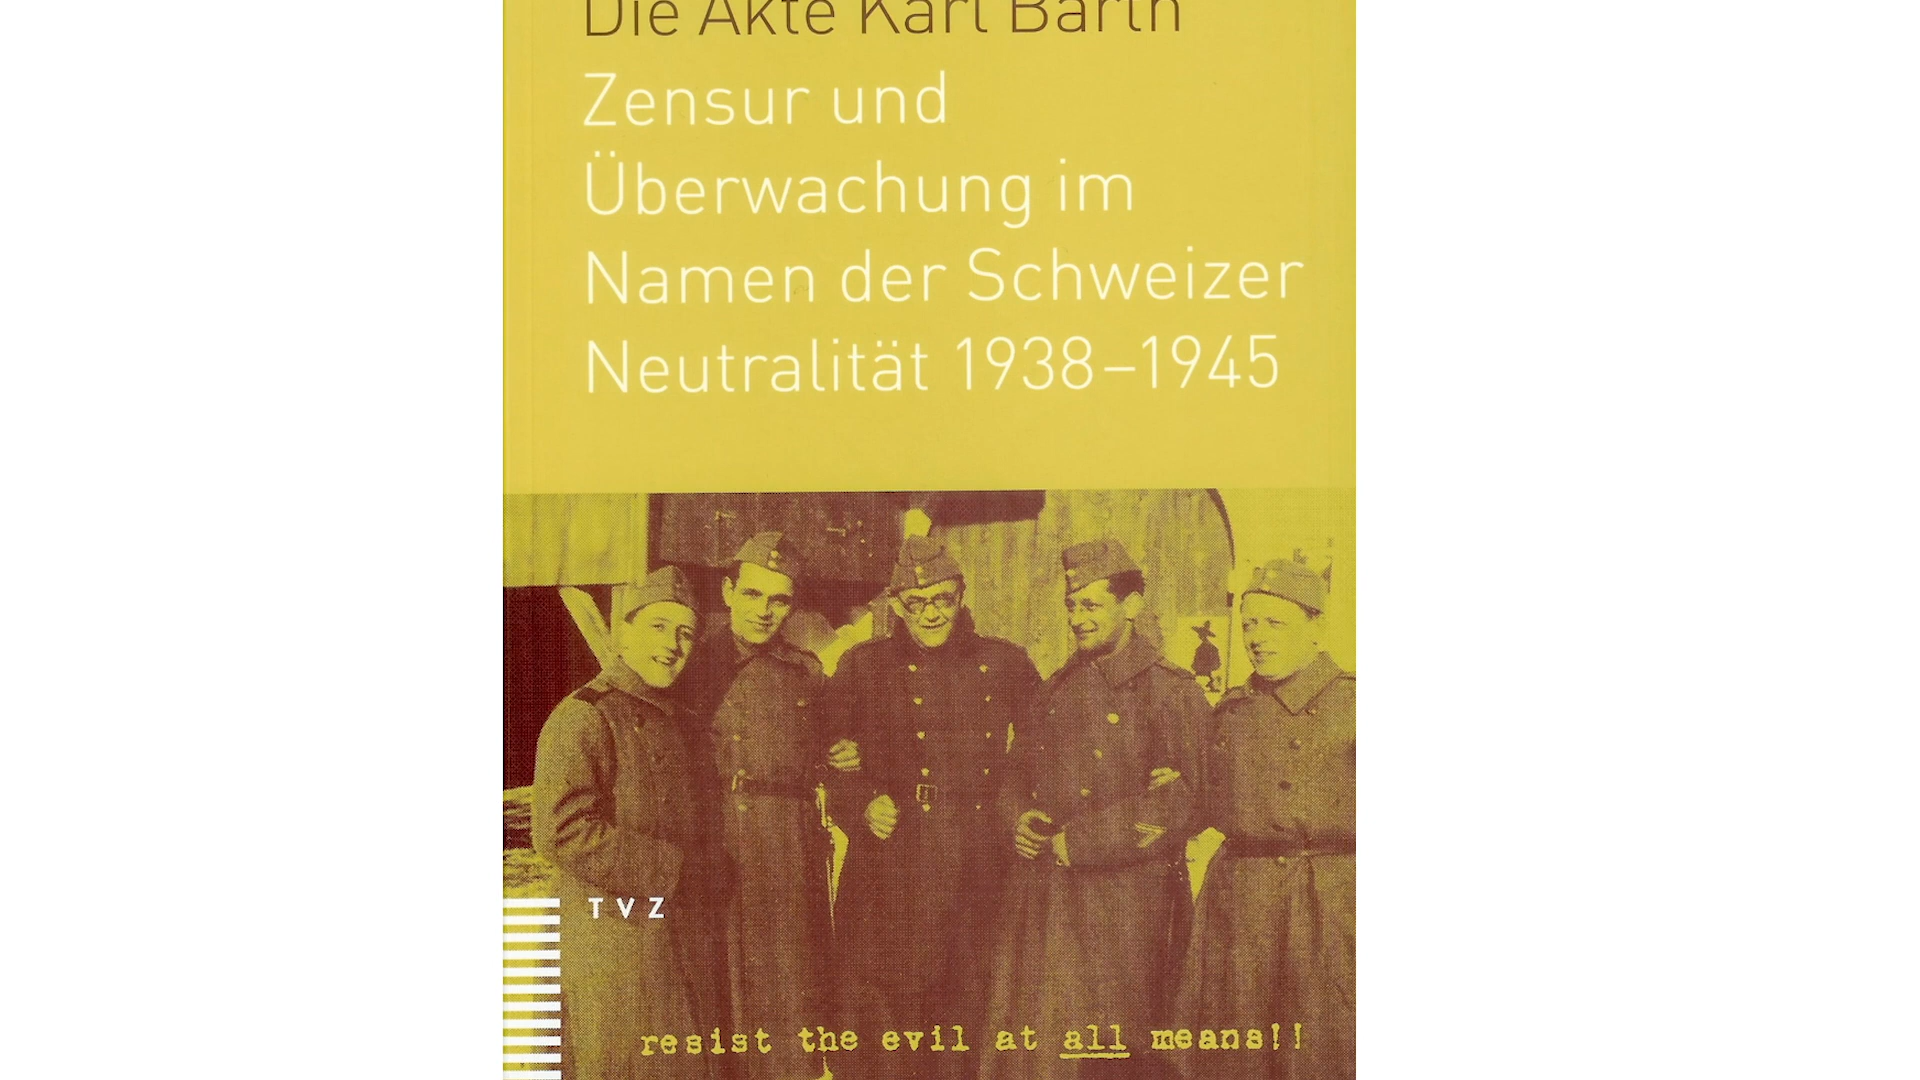 Die Akte Karl Barth
Zensur und
Überwachung im
Namen der Schweizer
Neutralität 1938–1945
TVZ
resist the evil at all means!!